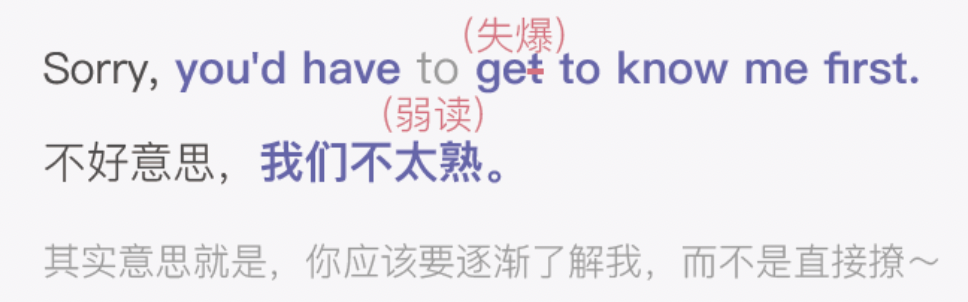 (失爆)
Sorry, you'd have to get to know me first.
(弱读)
不好意思，我们不太熟。
其实意思就是，你应该要逐渐了解我，而不是直接撩～